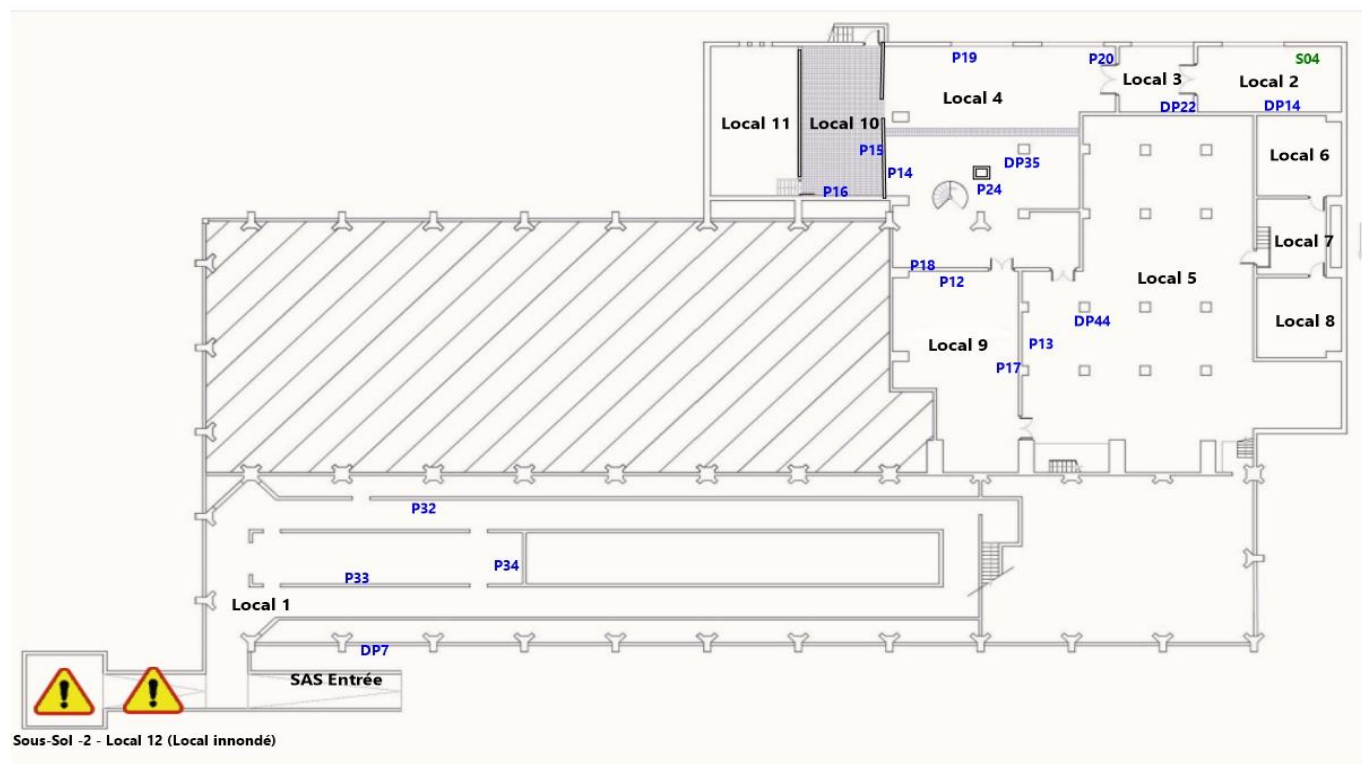 P19
P20
S04
Local 3
Local 2
Local 4
DP22
DP14
Local 11
Local 10
P15
P14
DP35
Local 6
P16
P24
Local 7
P18
P12
Local 5
DP44
Local 8
Local 9
P13
P17
P32
P34
P33
Local 1
DP7
SAS Entrée
Sous-Sol -2 - Local 12 (Local innondé)